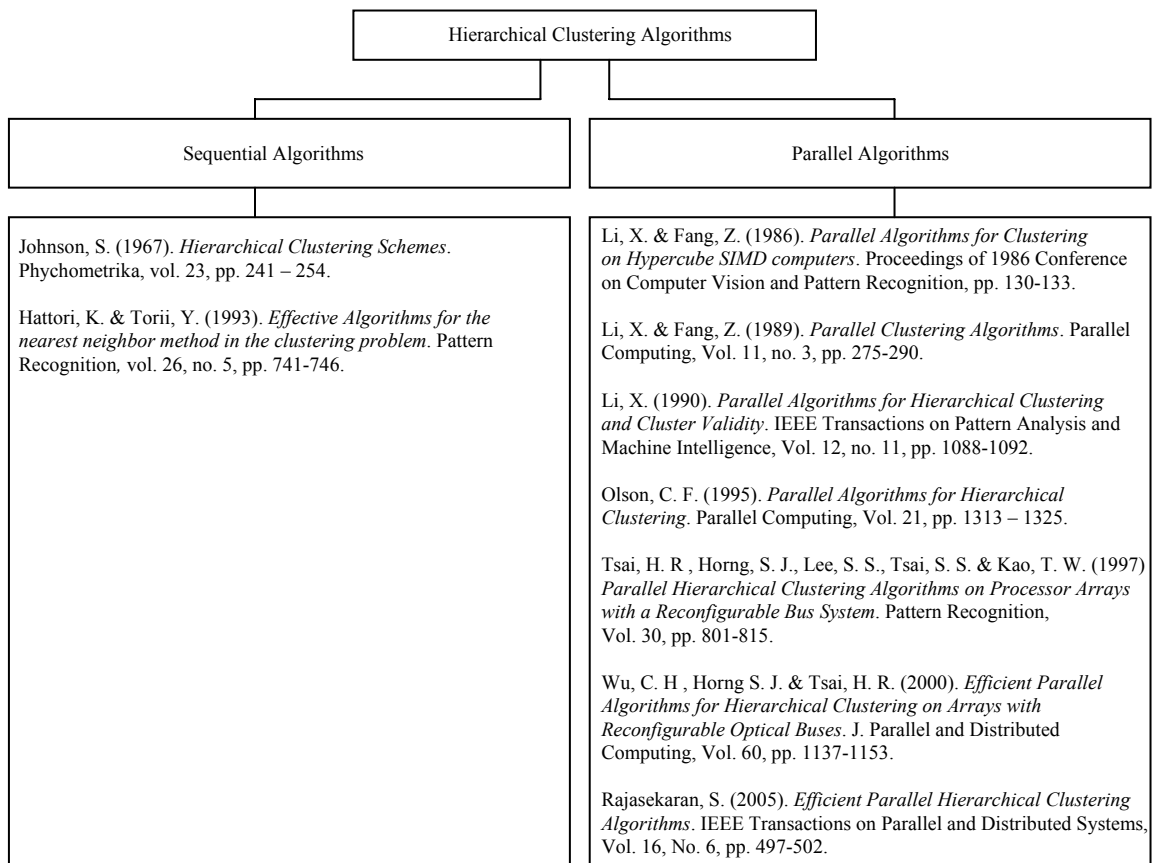 Hierarchical Clustering Algorithms
Sequential Algorithms
Johnson, S. (1967). Hierarchical Clustering Schemes.
Phychometrika, vol. 23, pp. 241 – 254.
Hattori, K. & Torii, Y. (1993). Effective Algorithms for the
nearest neighbor method in the clustering problem. Pattern
Recognition, vol. 26, no. 5, pp. 741-746.
Parallel Algorithms
Li, X. & Fang, Z. (1986). Parallel Algorithms for Clustering
on Hypercube SIMD computers. Proceedings of 1986 Conference
on Computer Vision and Pattern Recognition, pp. 130-133.
Li, X. & Fang, Z. (1989). Parallel Clustering Algorithms. Parallel
Computing, Vol. 11, no. 3, pp. 275-290.
Li, X. (1990). Parallel Algorithms for Hierarchical Clustering
and Cluster Validity. IEEE Transactions on Pattern Analysis and
Machine Intelligence, Vol. 12, no. 11, pp. 1088-1092.
Olson, C. F. (1995). Parallel Algorithms for Hierarchical
Clustering. Parallel Computing, Vol. 21, pp. 1313 – 1325.
Tsai, H. R , Horng, S. J., Lee, S. S., Tsai, S. S. & Kao, T. W. (1997)
Parallel Hierarchical Clustering Algorithms on Processor Arrays
with a Reconfigurable Bus System. Pattern Recognition,
Vol. 30, pp. 801-815.
Wu, C. H , Horng S. J. & Tsai, H. R. (2000). Efficient Parallel
Algorithms for Hierarchical Clustering on Arrays with
Reconfigurable Optical Buses. J. Parallel and Distributed
Computing, Vol. 60, pp. 1137-1153.
Rajasekaran, S. (2005). Efficient Parallel Hierarchical Clustering
Algorithms. IEEE Transactions on Parallel and Distributed Systems,
Vol. 16, No. 6, pp. 497-502.